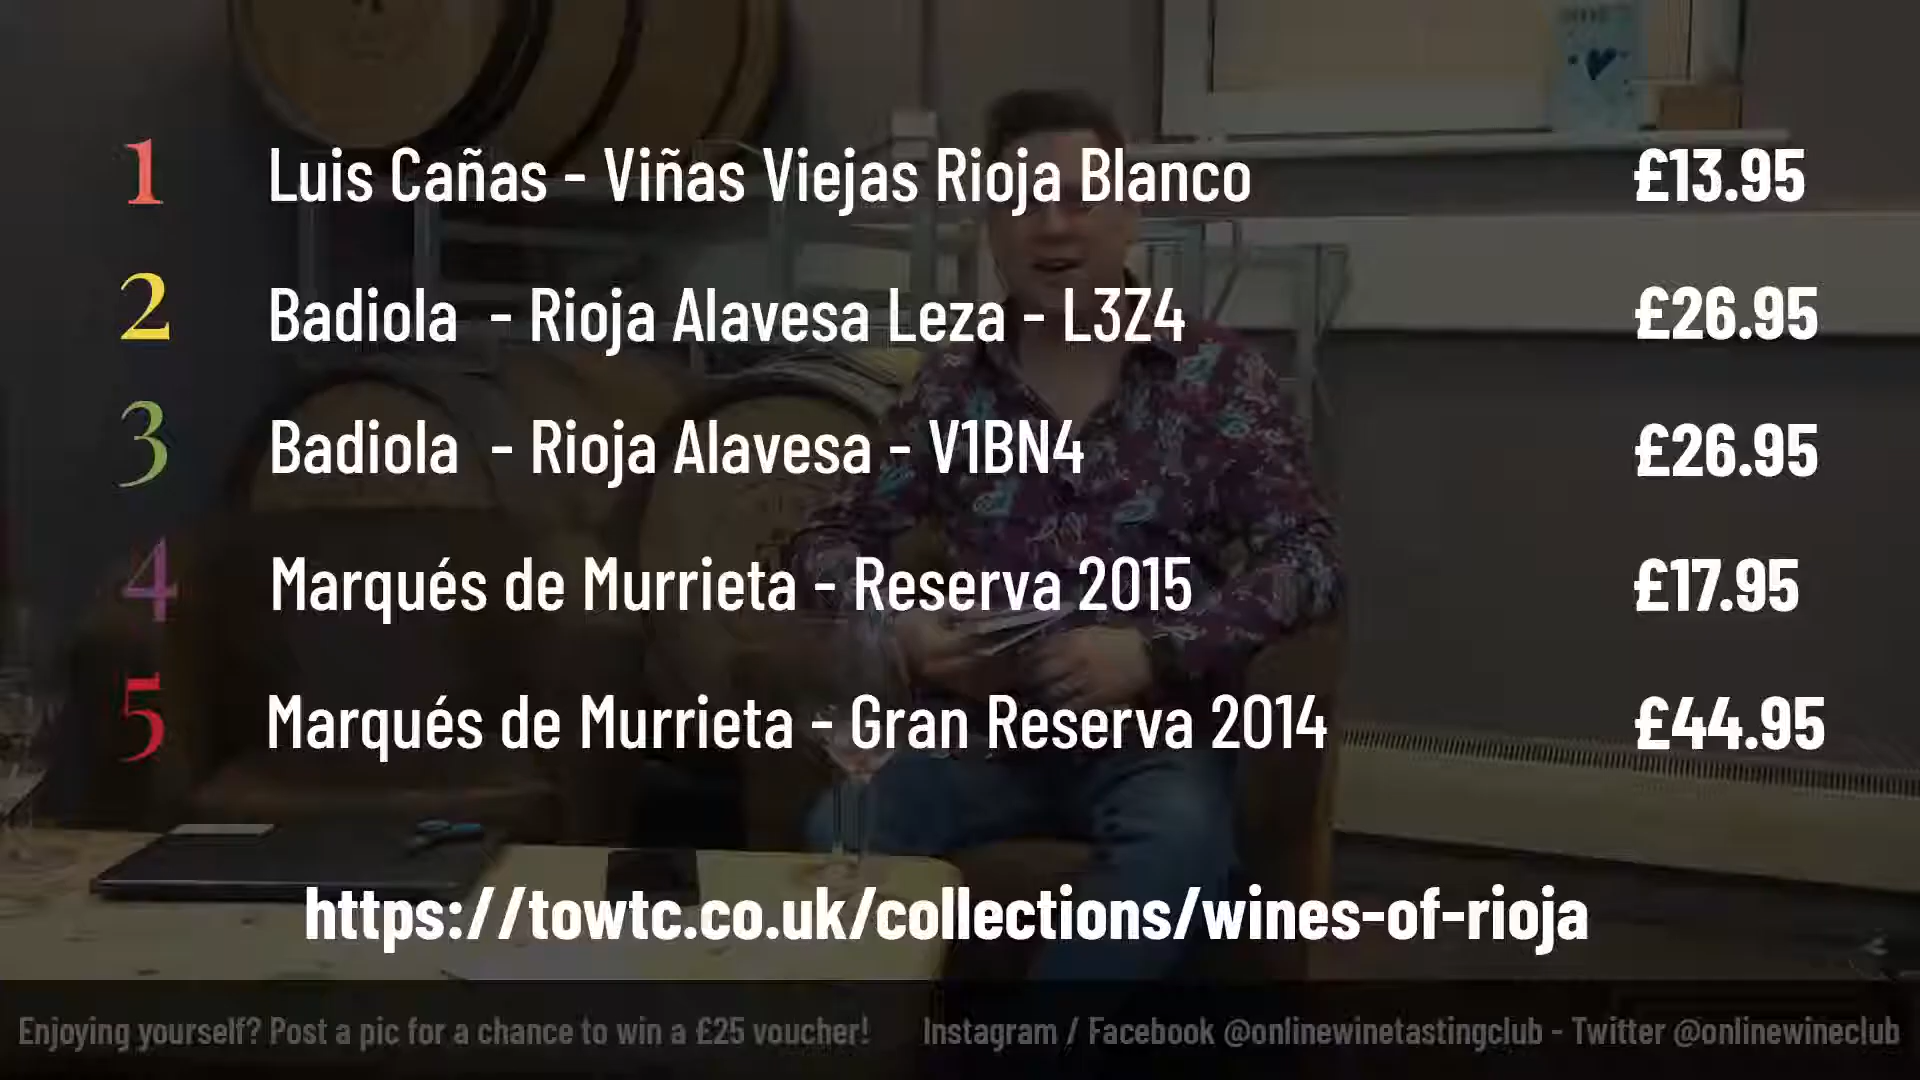 1 Luis Cañas - Viñas Viejas Rioja Blanco £13.95
2 Badiola - Rioja Alavesa Leza - L3Z4 £26.95
3 Badiola - Rioja Alavesa - V1BN4 £26.95
4 Marqués de Murrieta - Reserva 2015 £17.95
5 Marqués de Murrieta - Gran Reserva 2014 £44.95
https://towtc.co.uk/collections/wines-of-rioja
Enjoying yourself? Post a pic for a chance to win a £25 voucher! Instagram / Facebook @onlinewinetastingclub - Twitter @onlinewineclub